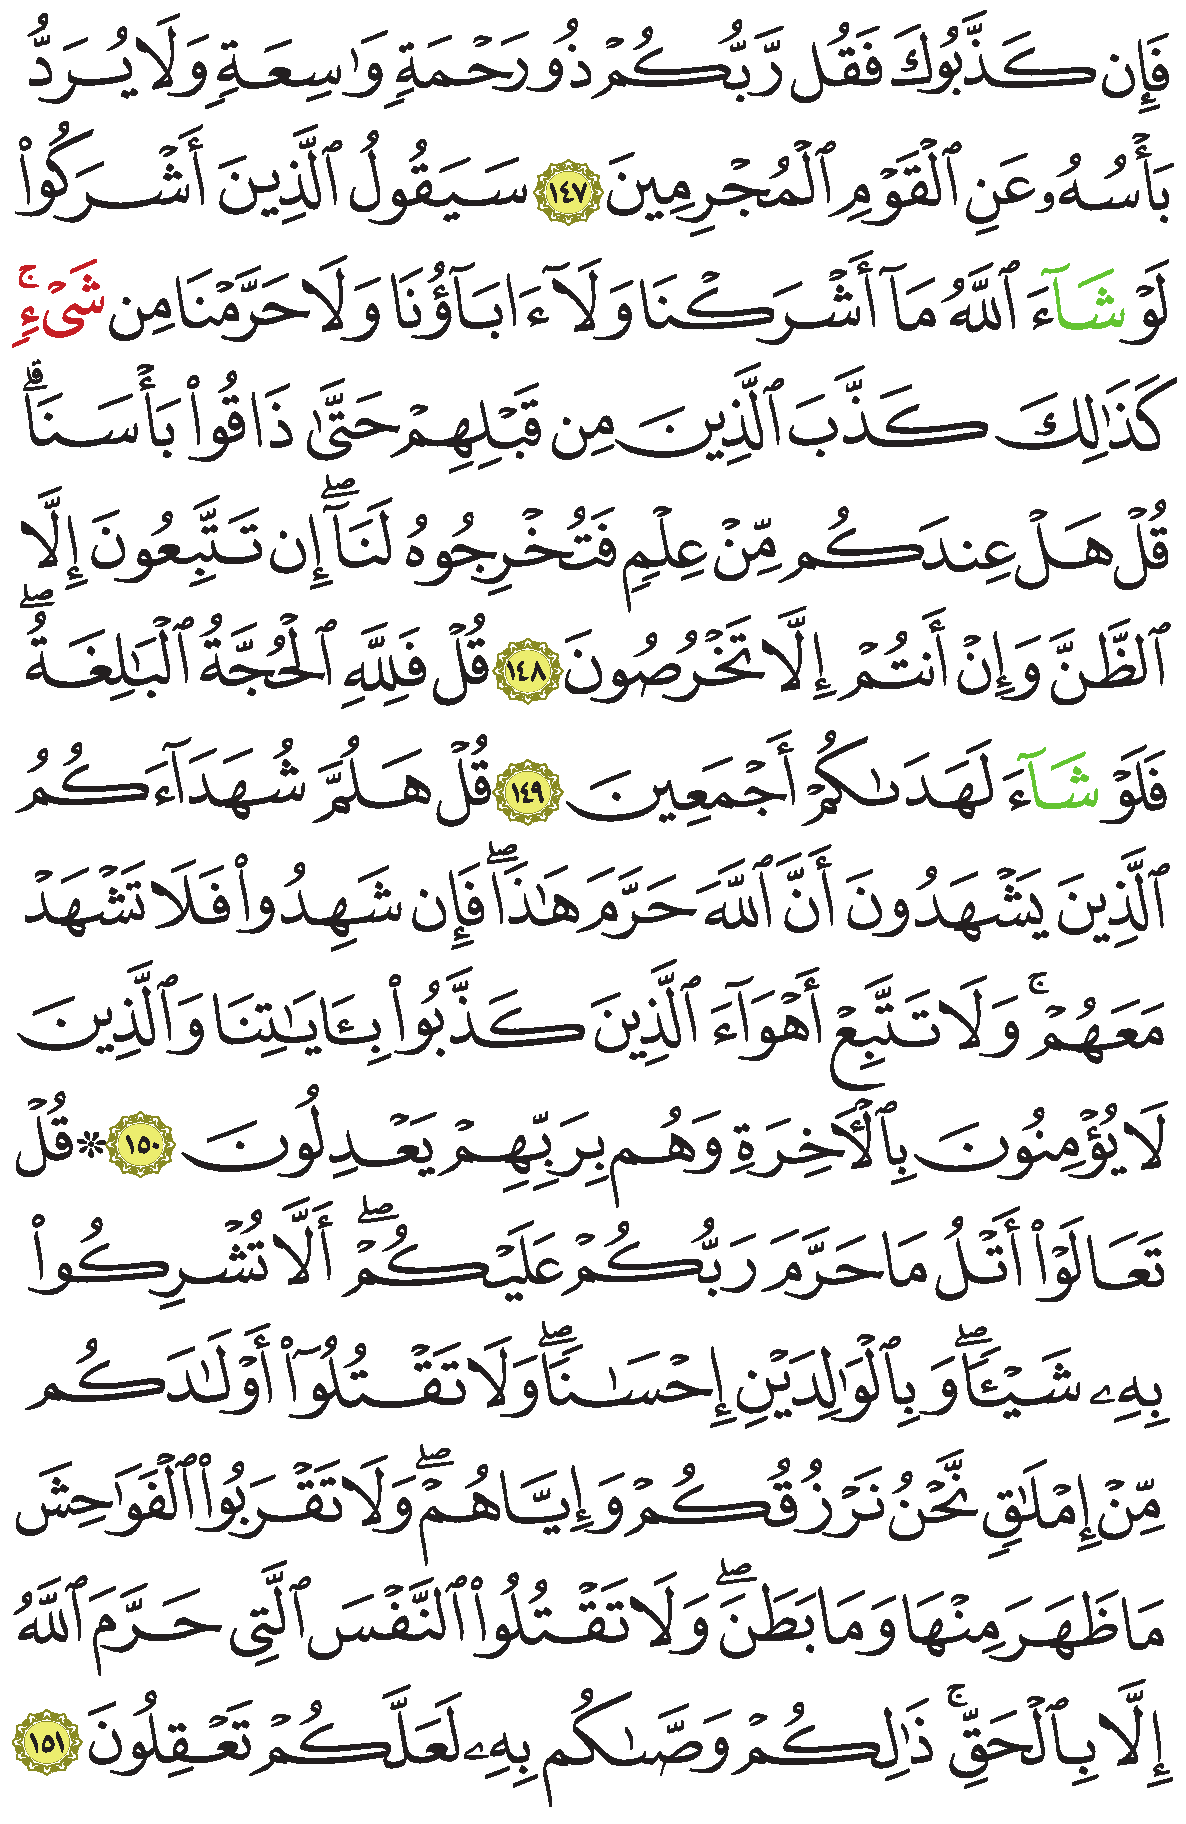 فَإِن كَذَّبُوكَ فَقُل رَّبُّكُمْ ذُو رَحْمَةٍ وَٰسِعَةٍ وَلَا يُرَدُّ
بَأْسُهُۥ عَنِ ٱلْقَوْمِ ٱلْمُجْرِمِينَ ١٤٧ سَيَقُولُ ٱلَّذِينَ أَشْرَكُوا۟
لَوْ شَآءَ ٱللَّهُ مَآ أَشْرَكْنَا وَلَآ ءَابَآؤُنَا وَلَا حَرَّمْنَا مِن شَىْءٍ ۚ
كَذَٰلِكَ كَذَّبَ ٱلَّذِينَ مِن قَبْلِهِمْ حَتَّىٰ ذَاقُوا۟ بَأْسَنَا ۗ
قُلْ هَلْ عِندَكُم مِّنْ عِلْمٍ فَتُخْرِجُوهُ لَنَآ ۖ إِن تَتَّبِعُونَ إِلَّا
ٱلظَّنَّ وَإِنْ أَنتُمْ إِلَّا تَخْرُصُونَ ١٤٨ قُلْ فَلِلَّهِ ٱلْحُجَّةُ ٱلْبَٰلِغَةُ ۖ
فَلَوْ شَآءَ لَهَدَىٰكُمْ أَجْمَعِينَ ١٤٩ قُلْ هَلُمَّ شُهَدَآءَكُمُ
ٱلَّذِينَ يَشْهَدُونَ أَنَّ ٱللَّهَ حَرَّمَ هَٰذَا ۖ فَإِن شَهِدُوا۟ فَلَا تَشْهَدْ
مَعَهُمْ ۚ وَلَا تَتَّبِعْ أَهْوَآءَ ٱلَّذِينَ كَذَّبُوا۟ بِـَٔايَٰتِنَا وَٱلَّذِينَ
لَا يُؤْمِنُونَ بِٱلْـَٔاخِرَةِ وَهُم بِرَبِّهِمْ يَعْدِلُونَ ١٥٠ ۞ قُلْ
تَعَالَوْا۟ أَتْلُ مَا حَرَّمَ رَبُّكُمْ عَلَيْكُمْ ۖ أَلَّا تُشْرِكُوا۟
بِهِۦ شَيْـًٔا ۖ وَبِٱلْوَٰلِدَيْنِ إِحْسَٰنًا ۖ وَلَا تَقْتُلُوٓا۟ أَوْلَٰدَكُم
مِّنْ إِمْلَٰقٍ نَّحْنُ نَرْزُقُكُمْ وَإِيَّاهُمْ ۖ وَلَا تَقْرَبُوا۟ ٱلْفَوَٰحِشَ
مَا ظَهَرَ مِنْهَا وَمَا بَطَنَ ۖ وَلَا تَقْتُلُوا۟ ٱلنَّفْسَ ٱلَّتِى حَرَّمَ ٱللَّهُ
إِلَّا بِٱلْحَقِّ ۚ ذَٰلِكُمْ وَصَّىٰكُم بِهِۦ لَعَلَّكُمْ تَعْقِلُونَ ١٥١